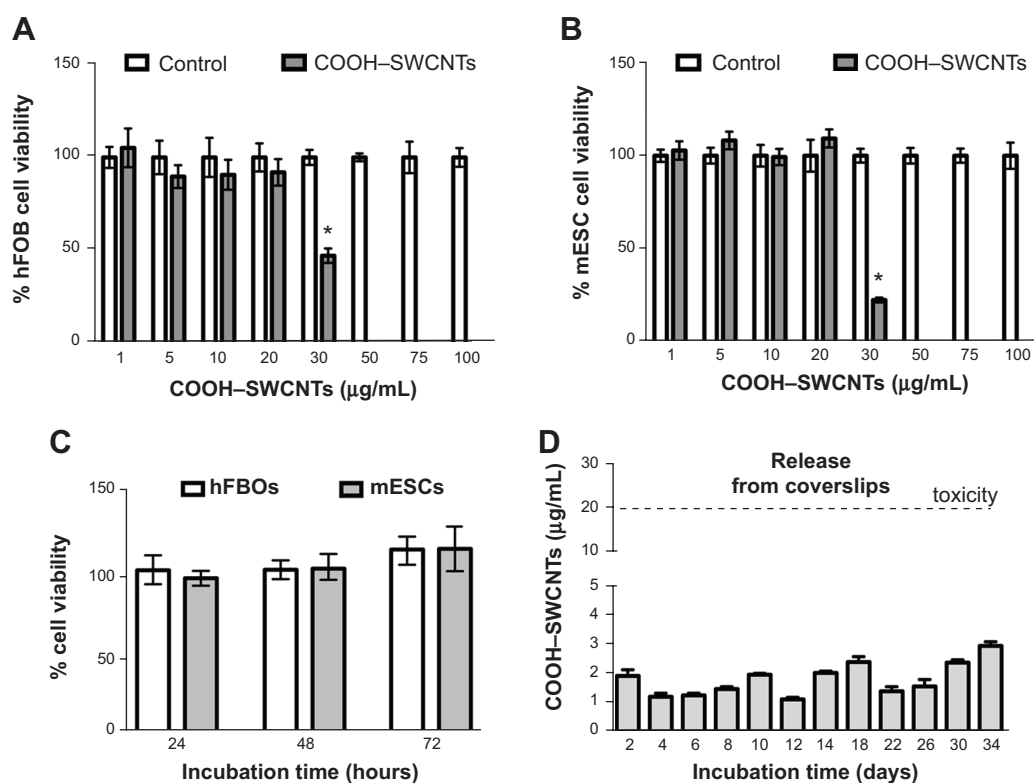 A
Control COOH–SWCNTs
% hFOB cell viability
150
100
50
0
*
1 5 10 20 30 50 75 100
COOH–SWCNTs (μg/mL)
B
Control COOH–SWCNTs
% mESC cell viability
150
100
50
0
*
1 5 10 20 30 50 75 100
COOH–SWCNTs (μg/mL)
C
hFBOs mESCs
% cell viability
150
100
50
0
24 48 72
Incubation time (hours)
D
Release
from coverslips
toxicity
COOH–SWCNTs (μg/mL)
30
20
10
5
4
3
2
1
0
2 4 6 8 10 12 14 18 22 26 30 34
Incubation time (days)